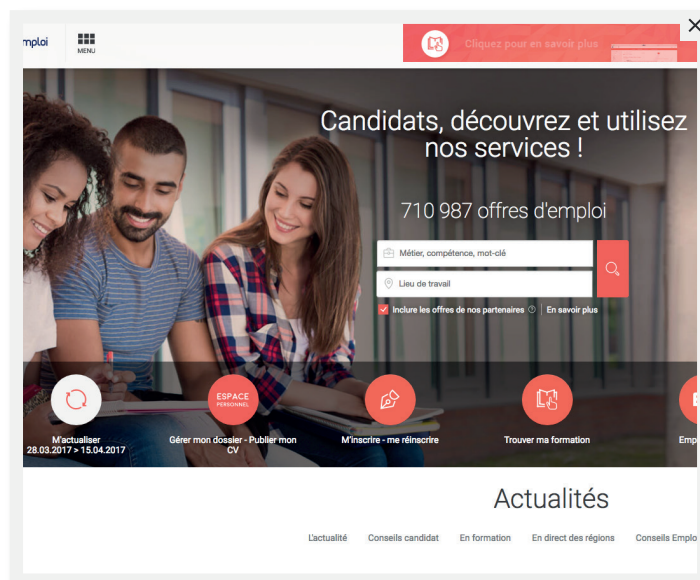 mploi
MENU
Cliquez pour en savoir plus
Candidats, découvrez et utilisez
nos services !
710 987 offres d'emploi
Métier, compétence, mot-clé
Lieu de travail
Inclure les offres de nos partenaires ? | En savoir plus
ESPACE
PERSONNEL
M'actualiser
28.03.2017 > 15.04.2017
Gérer mon dossier - Publier mon
CV
M'inscrire - me réinscrire
Trouver ma formation
Emp
Actualités
L'actualité Conseils candidat En formation En direct des régions Conseils Emplo